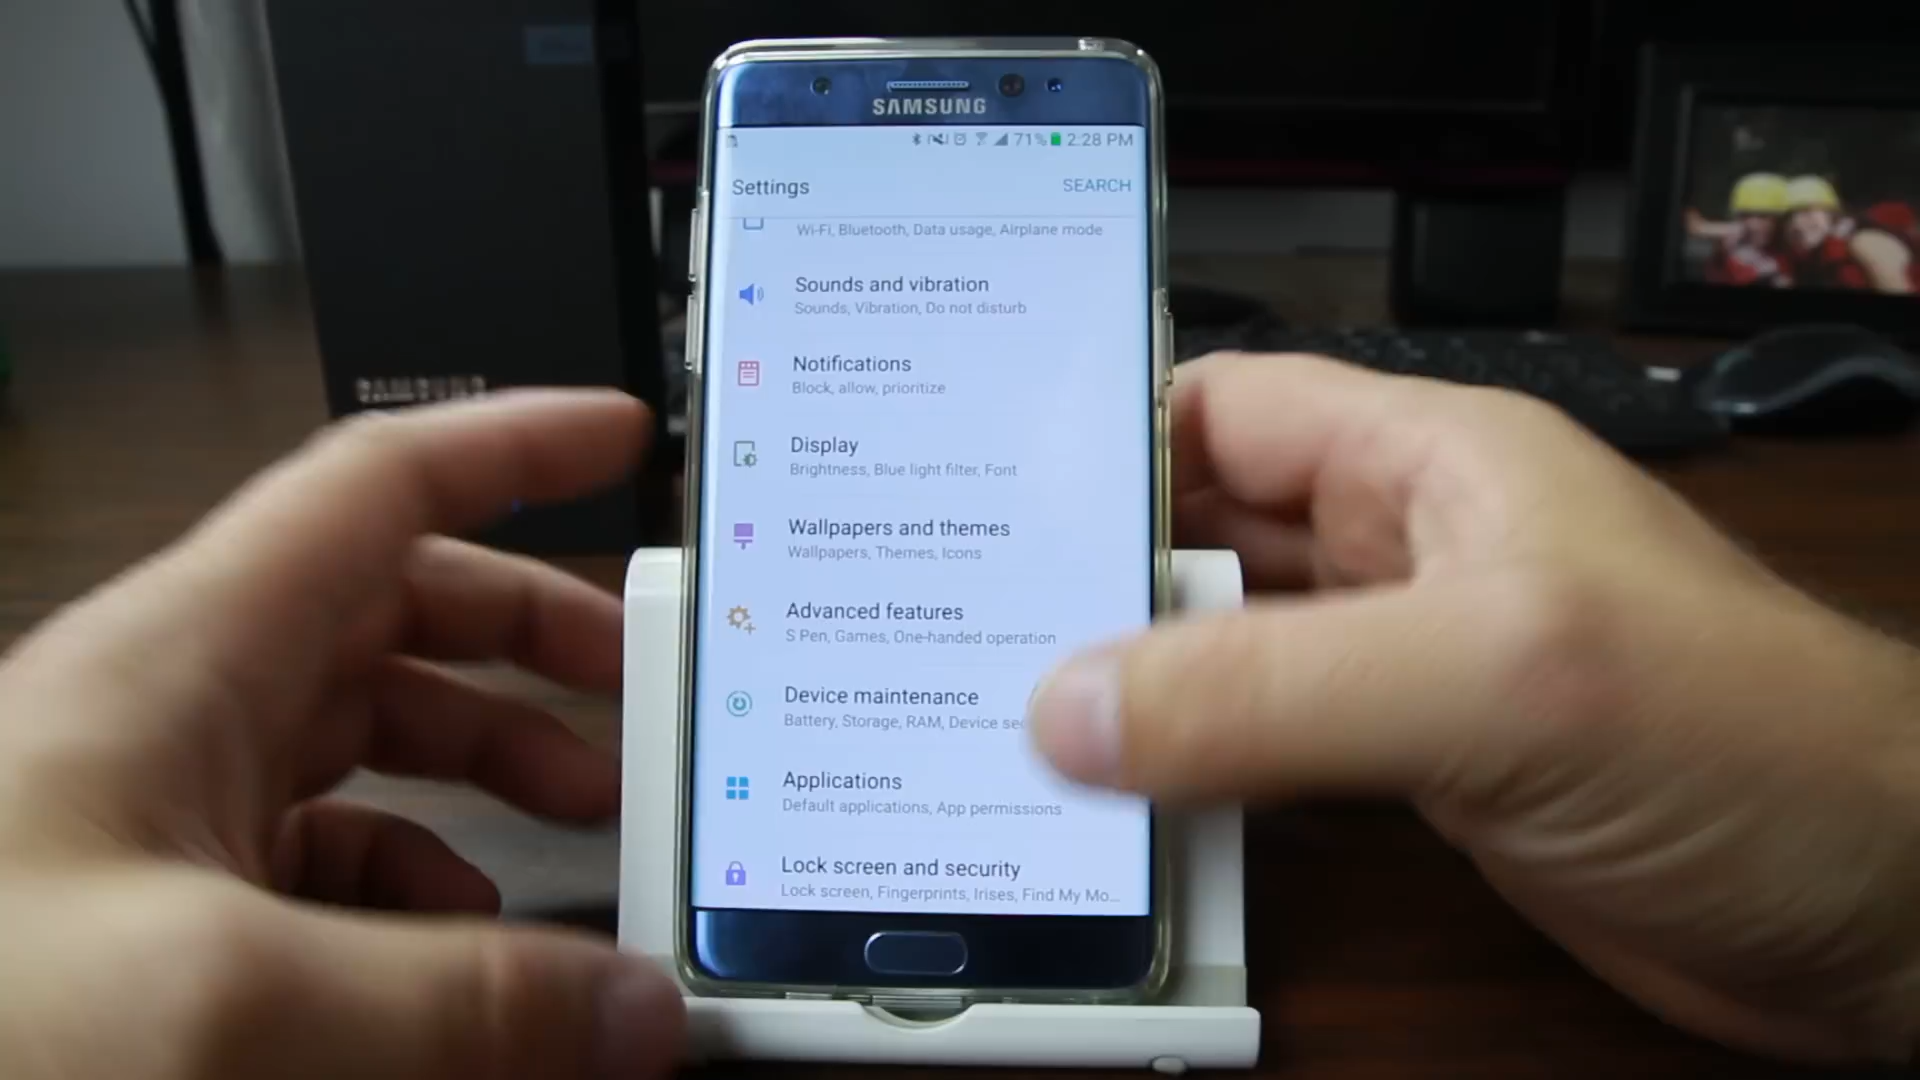 SAMSUNG
71% 2:28 PM
Settings
SEARCH
Wi-Fi, Bluetooth, Data usage, Airplane mode
Sounds and vibration
Sounds, Vibration, Do not disturb
Notifications
Block, allow, prioritize
Display
Brightness, Blue light filter, Font
Wallpapers and themes
Wallpapers, Themes, Icons
Advanced features
S Pen, Games, One-handed operation
Device maintenance
Battery, Storage, RAM, Device sec
Applications
Default applications, App permissions
Lock screen and security
Lock screen, Fingerprints, Irises, Find My Mo...
SAMSUNG